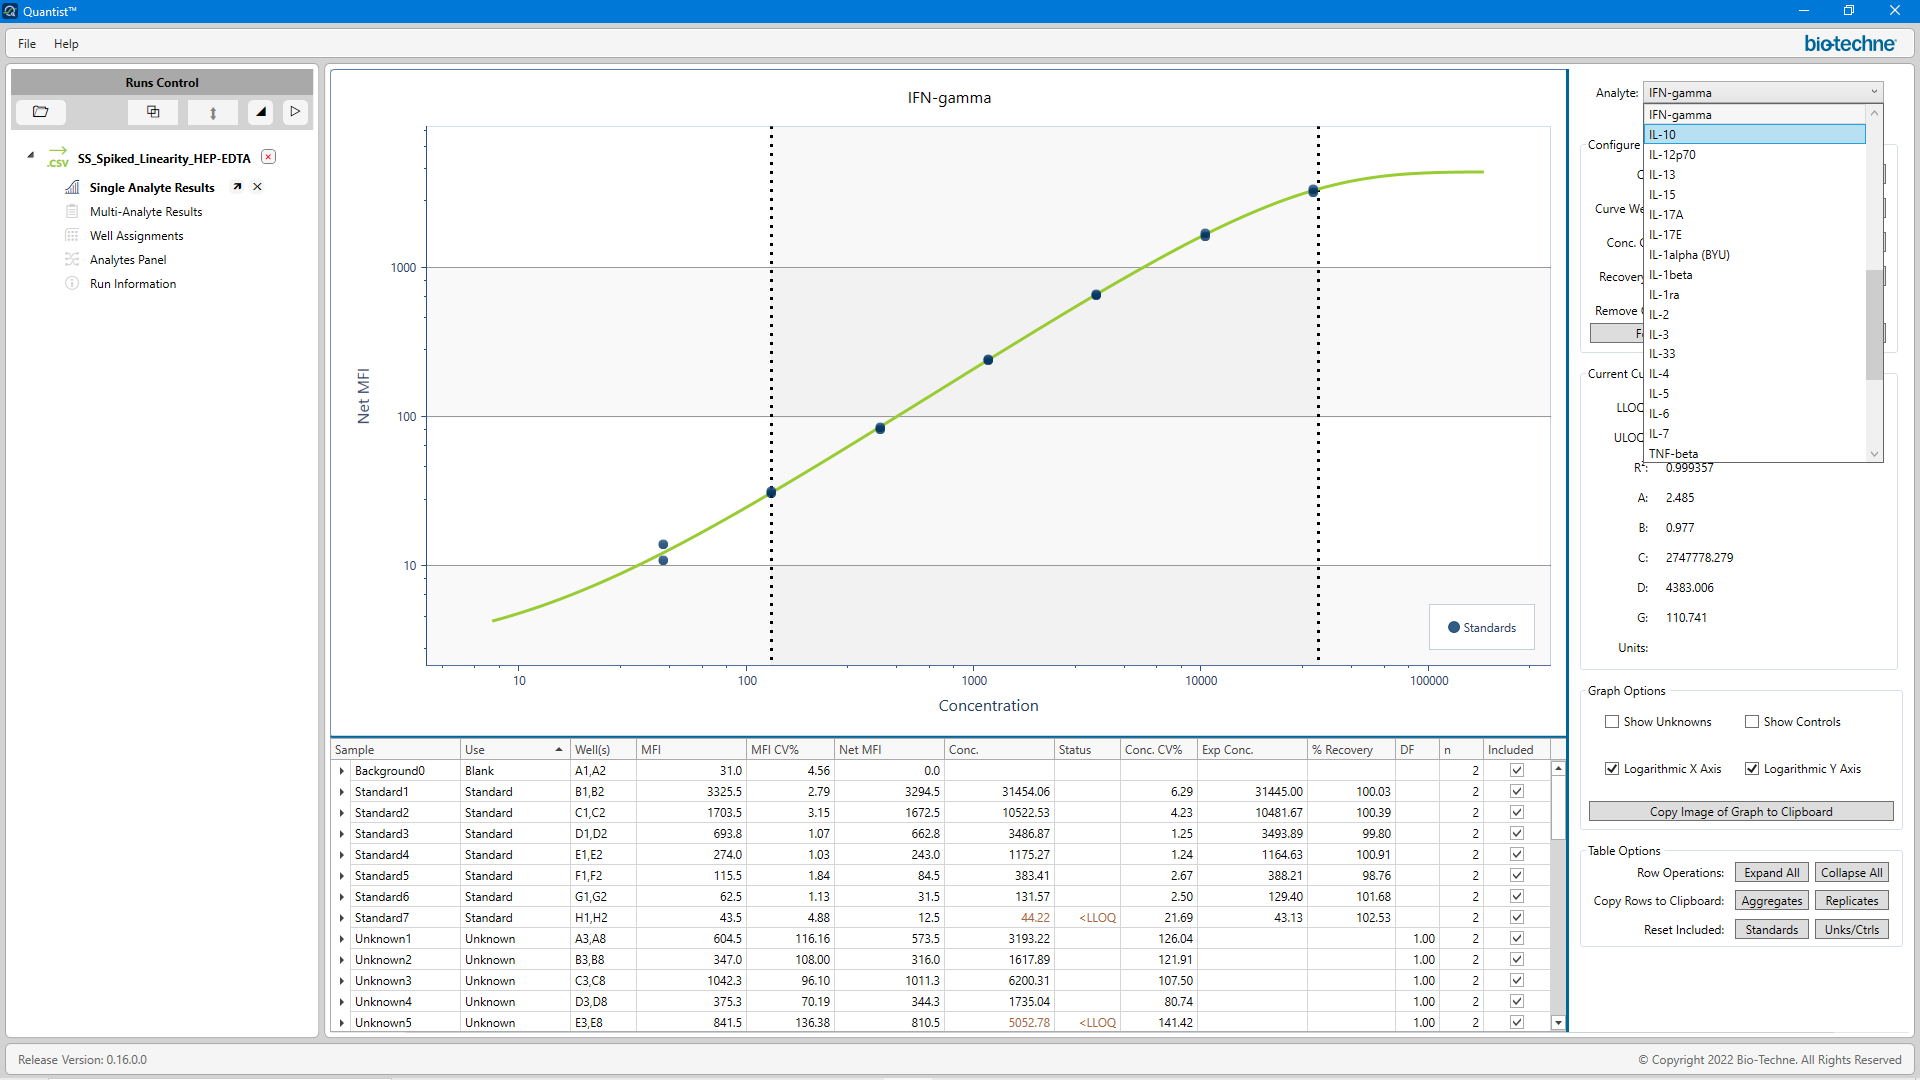 Quantist™
File Help
bio-techne
Runs Control
.CSV SS_Spiked_Linearity_HEP-EDTA
Single Analyte Results
Multi-Analyte Results
Well Assignments
Analytes Panel
Run Information
IFN-gamma
Net MFI
1000
100
10
10 100 1000 10000 100000
Concentration
Standards
Sample Use Well(s) MFI MFI CV% Net MFI Conc. Status Conc. CV% Exp Conc. % Recovery DF n Included
Background0 Blank A1,A2 31.0 4.56 0.0 2
Standard1 Standard B1,B2 3325.5 2.79 3294.5 31454.06 6.29 31445.00 100.03 2
Standard2 Standard C1,C2 1703.5 3.15 1672.5 10522.53 4.23 10481.67 100.39 2
Standard3 Standard D1,D2 693.8 1.07 662.8 3486.87 1.25 3493.89 99.80 2
Standard4 Standard E1,E2 274.0 1.03 243.0 1175.27 1.24 1164.63 100.91 2
Standard5 Standard F1,F2 115.5 1.84 84.5 383.41 2.67 388.21 98.76 2
Standard6 Standard G1,G2 62.5 1.13 31.5 131.57 2.50 129.40 101.68 2
Standard7 Standard H1,H2 43.5 4.88 12.5 44.22 <LLOQ 21.69 43.13 102.53 2
Unknown1 Unknown A3,A8 604.5 116.16 573.5 3193.22 126.04 1.00 2
Unknown2 Unknown B3,B8 347.0 108.00 316.0 1617.89 121.91 1.00 2
Unknown3 Unknown C3,C8 1042.3 96.10 1011.3 6200.31 107.50 1.00 2
Unknown4 Unknown D3,D8 375.3 70.19 344.3 1735.04 80.74 1.00 2
Unknown5 Unknown E3,E8 841.5 136.38 810.5 5052.78 <LLOQ 141.42 1.00 2
Analyte: IFN-gamma
IFN-gamma
IL-10
IL-12p70
IL-13
IL-15
IL-17A
IL-17E
IL-1alpha (BYU)
IL-1beta
IL-1ra
IL-2
IL-3
IL-33
IL-4
IL-5
IL-6
IL-7
TNF-beta
Configure
Curve We
Conc. 
Recovery
Remove
Current Cu
LLOQ
ULOQ
R²: 0.999357
A: 2.485
B: 0.977
C: 2747778.279
D: 4383.006
G: 110.741
Units:
Graph Options
Show Unknowns Show Controls
Logarithmic X Axis Logarithmic Y Axis
Copy Image of Graph to Clipboard
Table Options
Row Operations: Expand All Collapse All
Copy Rows to Clipboard: Aggregates Replicates
Reset Included: Standards Unks/Ctrls
Release Version: 0.16.0.0
© Copyright 2022 Bio-Techne. All Rights Reserved